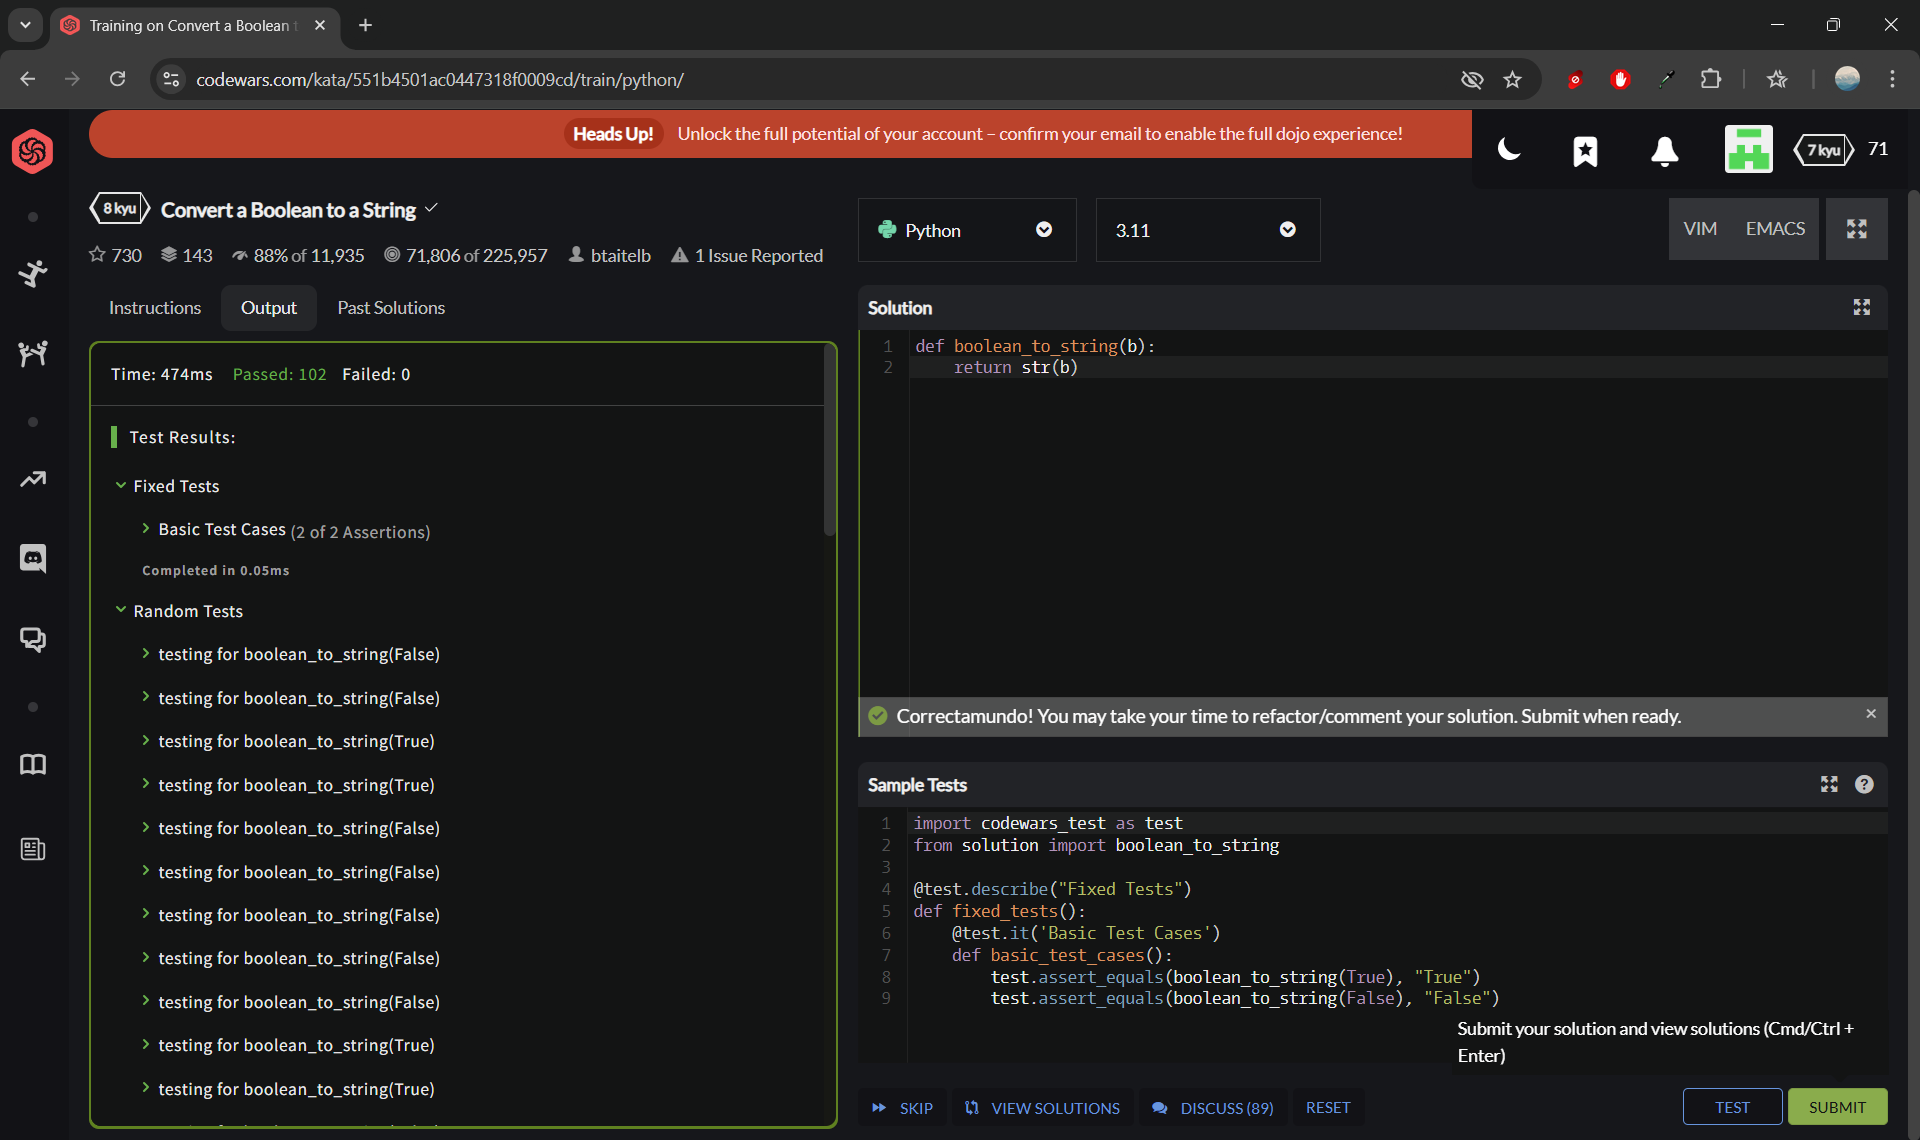 Training on Convert a Boolean t
codewars.com/kata/551b4501ac0447318f0009cd/train/python/
Heads Up! Unlock the full potential of your account – confirm your email to enable the full dojo experience!
7 kyu 71
8 kyu Convert a Boolean to a String
730 143 88% of 11,935 71,806 of 225,957 btaitelb 1 Issue Reported
Instructions Output Past Solutions
Time: 474ms Passed: 102 Failed: 0
Test Results:
Fixed Tests
Basic Test Cases (2 of 2 Assertions)
Completed in 0.05ms
Random Tests
testing for boolean_to_string(False)
testing for boolean_to_string(False)
testing for boolean_to_string(True)
testing for boolean_to_string(True)
testing for boolean_to_string(False)
testing for boolean_to_string(False)
testing for boolean_to_string(False)
testing for boolean_to_string(False)
testing for boolean_to_string(False)
testing for boolean_to_string(True)
testing for boolean_to_string(True)
Python 3.11 VIM EMACS
Solution
1 def boolean_to_string(b):
2     return str(b)
Correctamundo! You may take your time to refactor/comment your solution. Submit when ready.
Sample Tests
1 import codewars_test as test
2 from solution import boolean_to_string
3
4 @test.describe("Fixed Tests")
5 def fixed_tests():
6     @test.it('Basic Test Cases')
7     def basic_test_cases():
8         test.assert_equals(boolean_to_string(True), "True")
9         test.assert_equals(boolean_to_string(False), "False")
Submit your solution and view solutions (Cmd/Ctrl +
Enter)
SKIP VIEW SOLUTIONS DISCUSS (89) RESET TEST SUBMIT